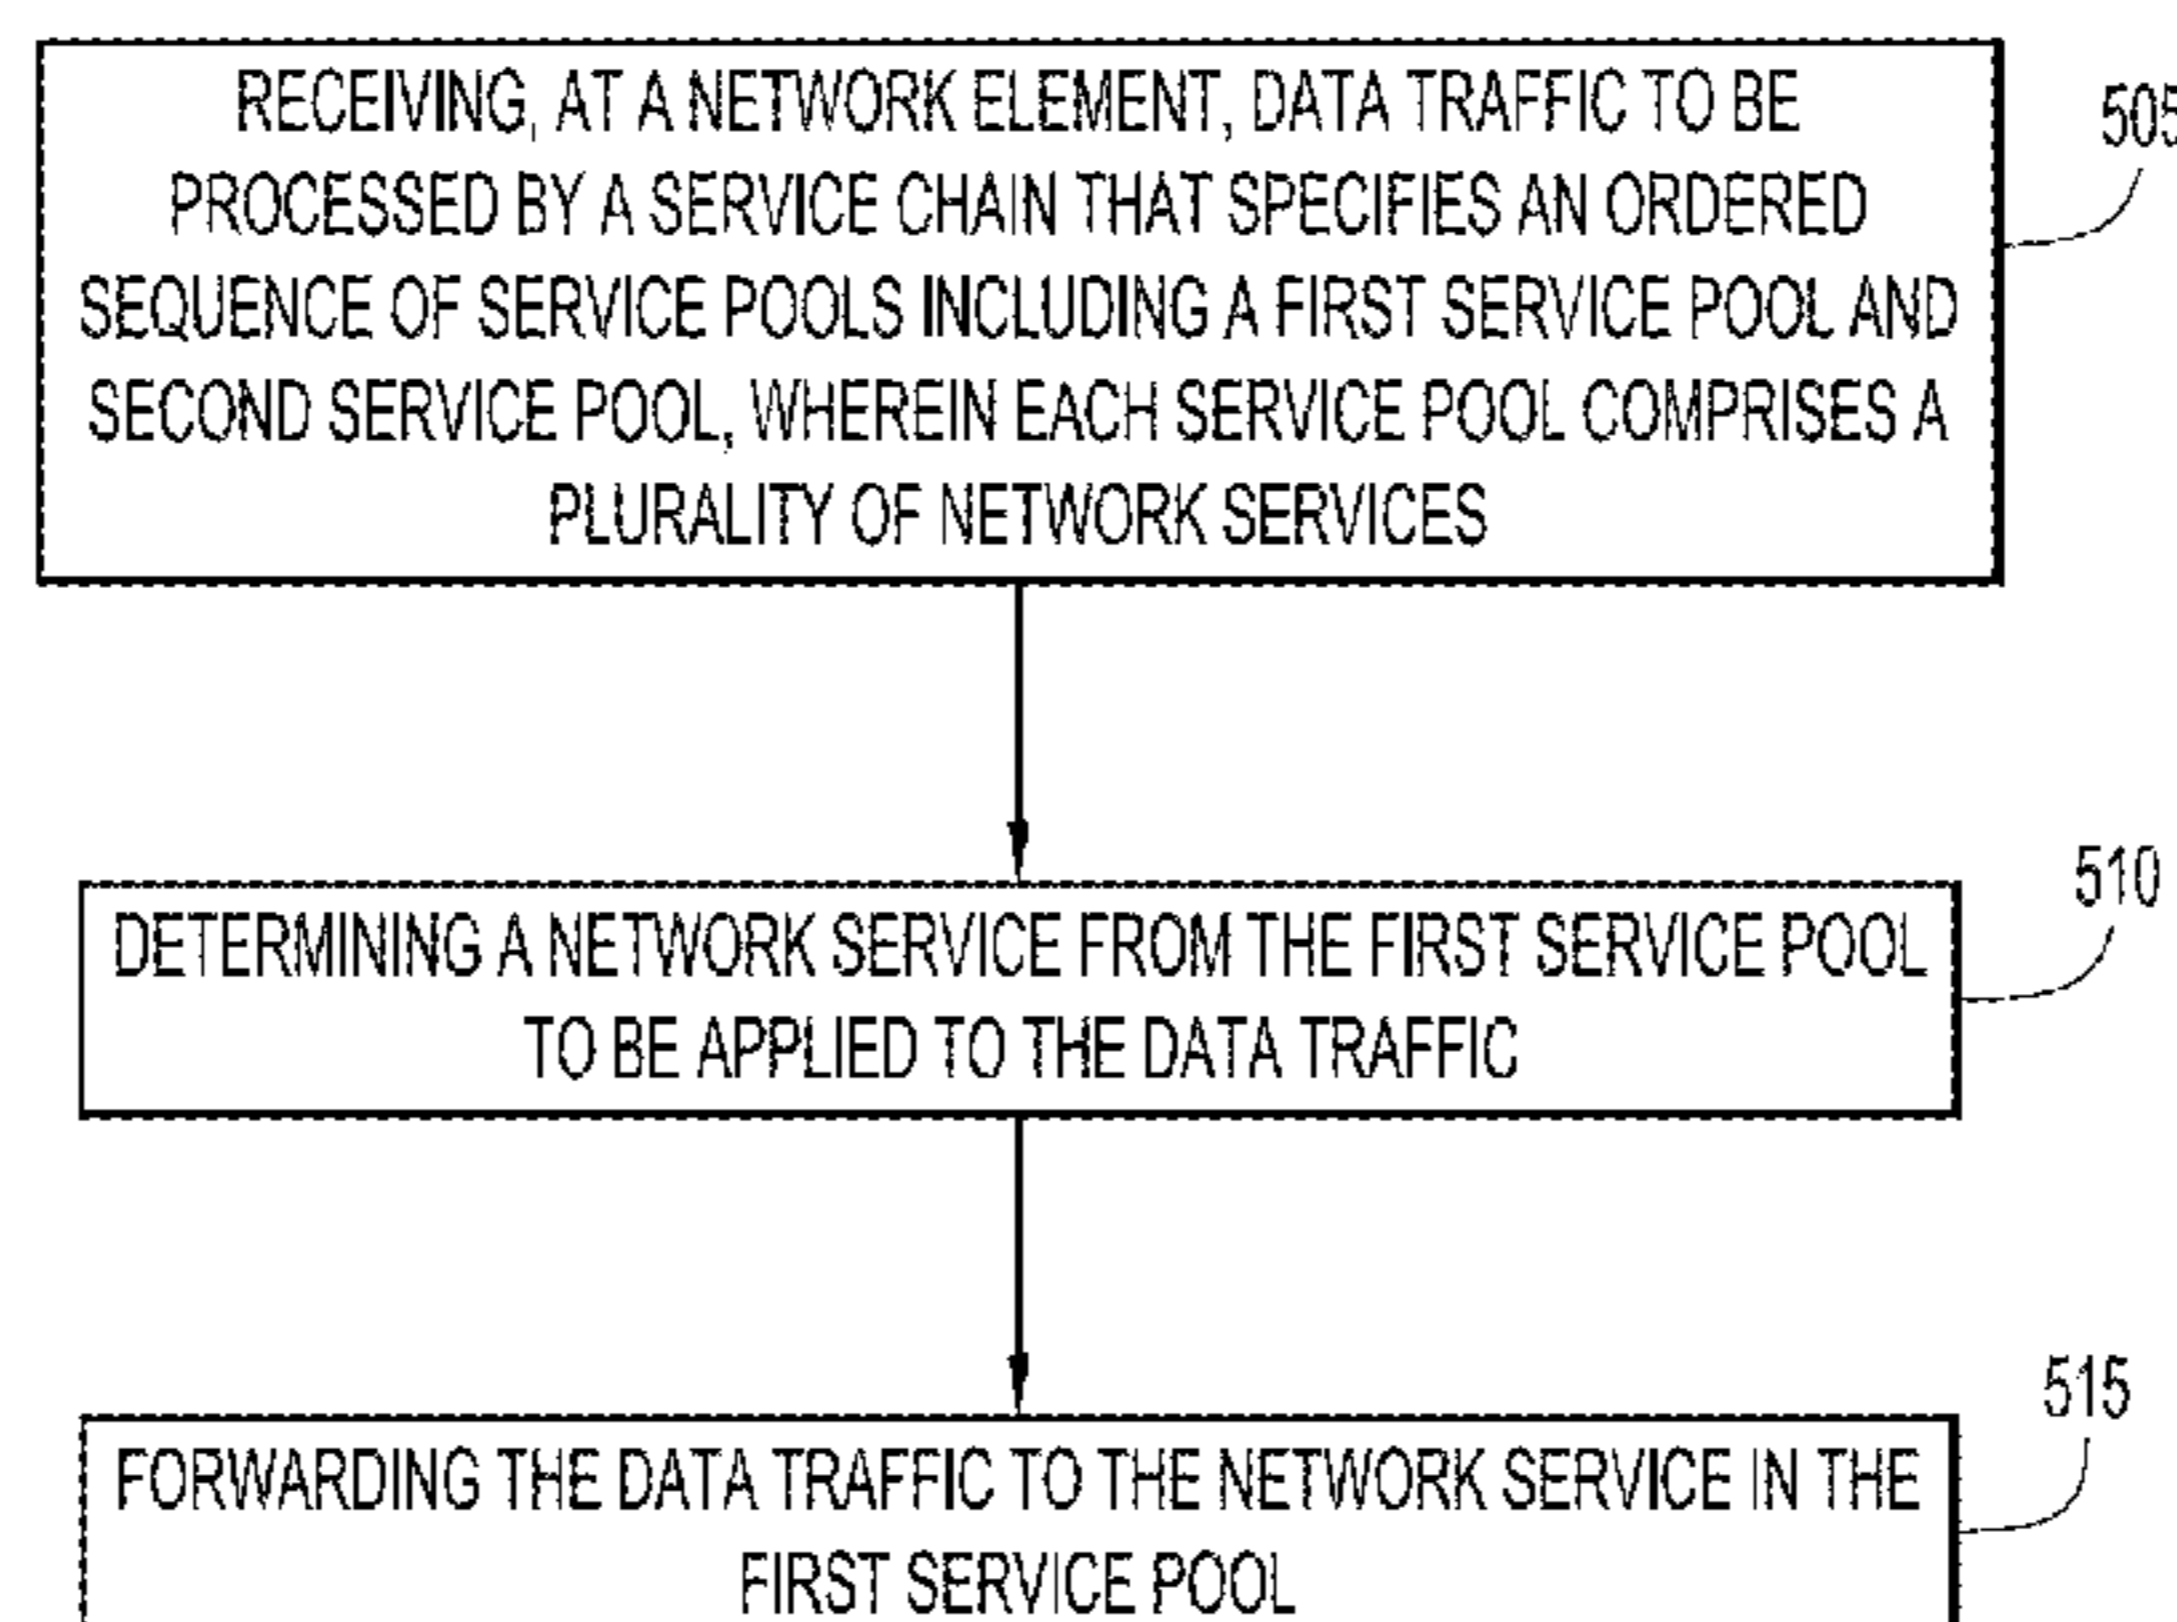 RECEIVING, AT A NETWORK ELEMENT, DATA TRAFFIC TO BE
PROCESSED BY A SERVICE CHAIN THAT SPECIFIES AN ORDERED
SEQUENCE OF SERVICE POOLS INCLUDING A FIRST SERVICE POOL AND
SECOND SERVICE POOL, WHEREIN EACH SERVICE POOL COMPRISES A
PLURALITY OF NETWORK SERVICES
505
DETERMINING A NETWORK SERVICE FROM THE FIRST SERVICE POOL
TO BE APPLIED TO THE DATA TRAFFIC
510
FORWARDING THE DATA TRAFFIC TO THE NETWORK SERVICE IN THE
FIRST SERVICE POOL
515